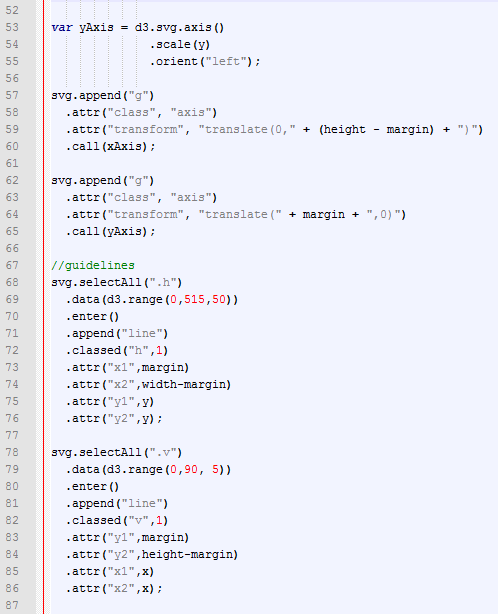 52
53 var yAxis = d3.svg.axis()
54 .scale(y)
55 .orient("left");
56
57 svg.append("g")
58 .attr("class", "axis")
59 .attr("transform", "translate(0," + (height - margin) + ")")
60 .call(xAxis);
61
62 svg.append("g")
63 .attr("class", "axis")
64 .attr("transform", "translate(" + margin + ",0)")
65 .call(yAxis);
66
67 //guidelines
68 svg.selectAll(".h")
69 .data(d3.range(0,515,50))
70 .enter()
71 .append("line")
72 .classed("h",1)
73 .attr("x1",margin)
74 .attr("x2",width-margin)
75 .attr("y1",y)
76 .attr("y2",y);
77
78 svg.selectAll(".v")
79 .data(d3.range(0,90, 5))
80 .enter()
81 .append("line")
82 .classed("v",1)
83 .attr("y1",margin)
84 .attr("y2",height-margin)
85 .attr("x1",x)
86 .attr("x2",x);
87